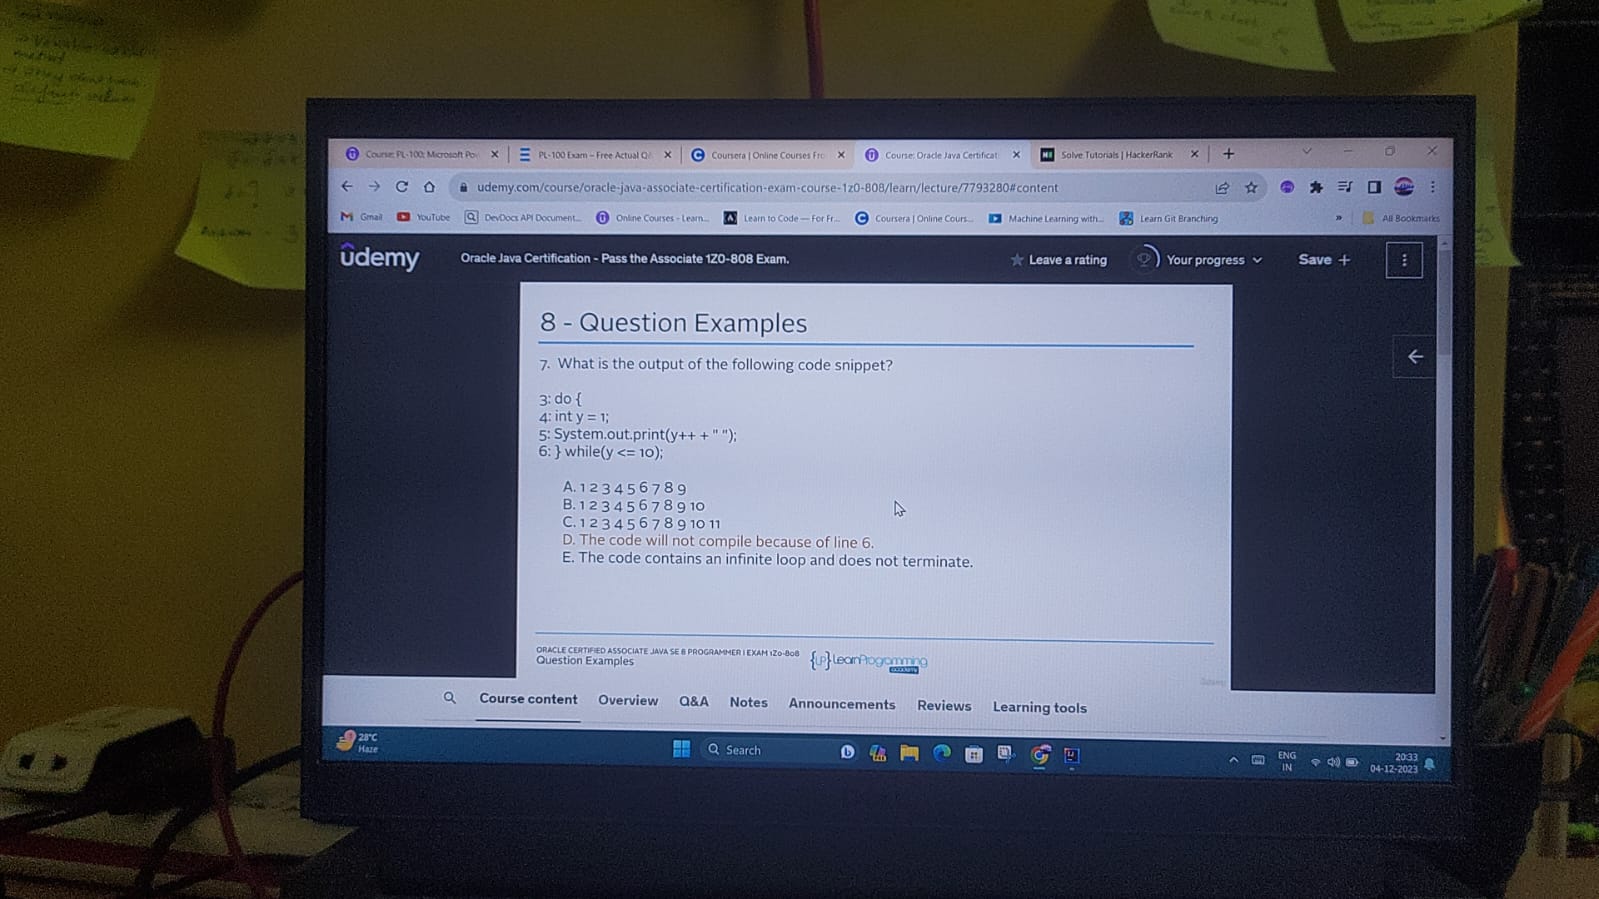 Course: PL-100: Microsoft Pow
PL-100 Exam – Free Actual Q&
Coursera | Online Courses Fro
Course: Oracle Java Certificat
Solve Tutorials | HackerRank
udemy.com/course/oracle-java-associate-certification-exam-course-1z0-808/learn/lecture/7793280#content
Gmail
YouTube
DevDocs API Document...
Online Courses - Learn...
Learn to Code — For Fr...
Coursera | Online Cours...
Machine Learning with...
Learn Git Branching
»
All Bookmarks
udemy
Oracle Java Certification - Pass the Associate 1Z0-808 Exam.
Leave a rating
Your progress
Save +
8 - Question Examples
7. What is the output of the following code snippet?
3: do {
4: int y = 1;
5: System.out.print(y++ + " ");
6: } while(y <= 10);
A. 1 2 3 4 5 6 7 8 9
B. 1 2 3 4 5 6 7 8 9 10
C. 1 2 3 4 5 6 7 8 9 10 11
D. The code will not compile because of line 6.
E. The code contains an infinite loop and does not terminate.
ORACLE CERTIFIED ASSOCIATE JAVA SE 8 PROGRAMMER I EXAM 1Z0-808
Question Examples
{LP} LearnProgramming
academy
Course content
Overview
Q&A
Notes
Announcements
Reviews
Learning tools
28°C
Haze
Search
ENG
IN
20:33
04-12-2023